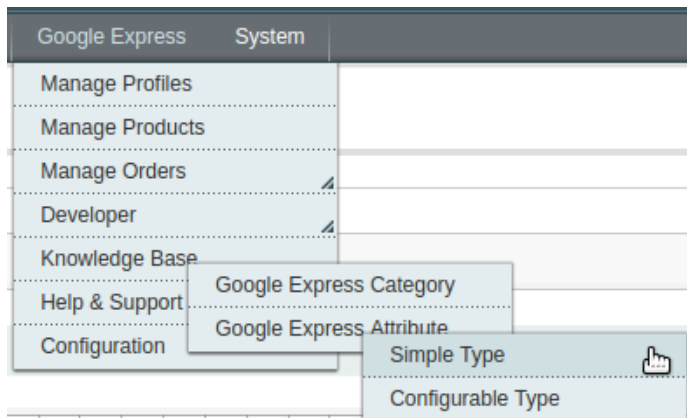 Google Express System
Manage Profiles
Manage Products
Manage Orders
Developer
Knowledge Base
Google Express Category
Help & Support
Google Express Attribute
Configuration
Simple Type
Configurable Type